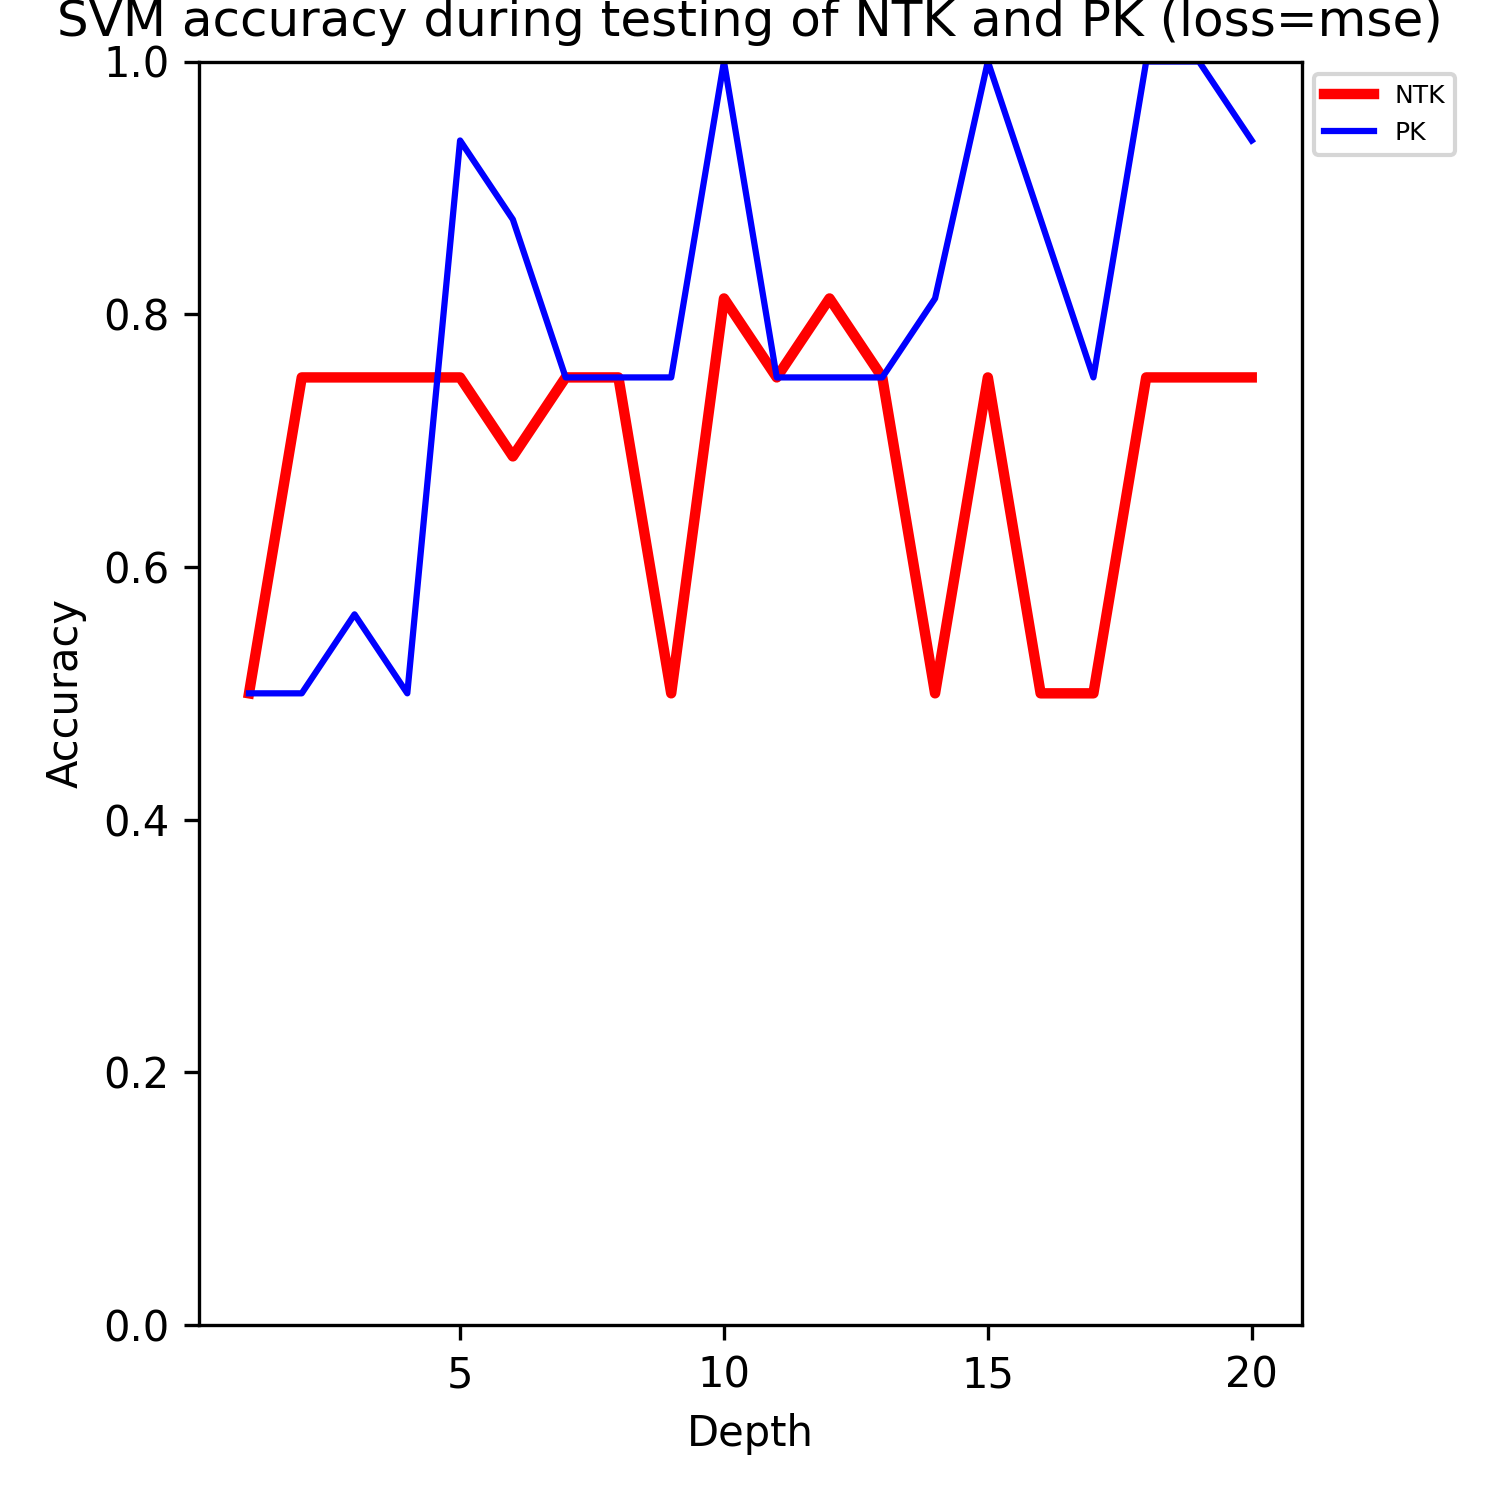 SVM accuracy during testing of NTK and PK (loss=mse)
1.0
0.8
0.6
0.4
0.2
0.0
Accuracy
5 10 15 20
Depth
NTK
PK